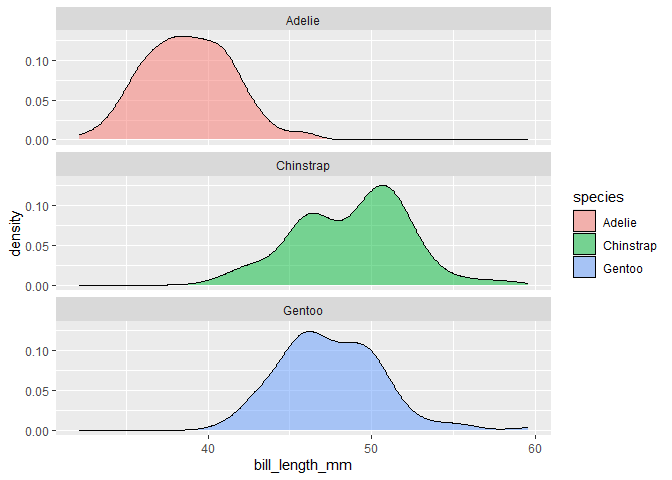 Adelie
0.10
0.05
0.00
Chinstrap
0.10
0.05
0.00
Gentoo
0.10
0.05
0.00
40
50
60
bill_length_mm
density
species
Adelie
Chinstrap
Gentoo